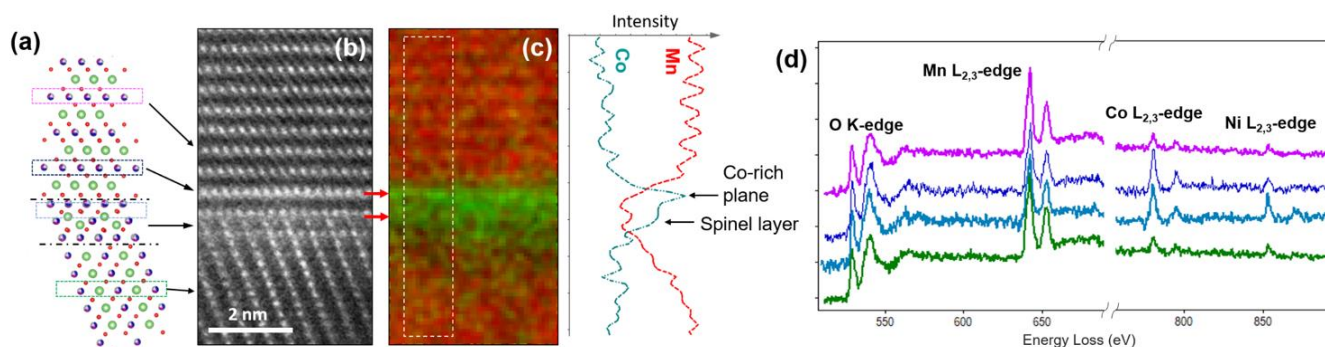 (a)
(b)
2 nm
(c)
Intensity
Co
Mn
Co-rich
plane
Spinel layer
(d)
Mn L2,3-edge
O K-edge
Co L2,3-edge
Ni L2,3-edge
550
600
650
800
850
Energy Loss (eV)